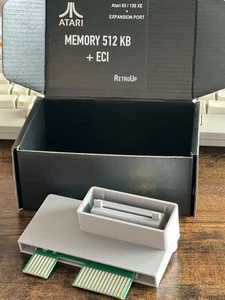 ATARI
Atari 65 / 130 XE
+
EXPANSION PORT
MEMORY 512 KB
+ ECI
RetroUp